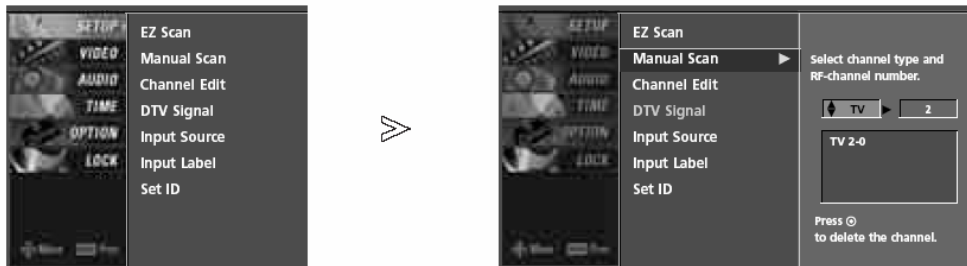 SETUP
VIDEO
AUDIO
TIME
OPTION
LOCK
EZ Scan
Manual Scan
Channel Edit
DTV Signal
Input Source
Input Label
Set ID
SETUP
VIDEO
AUDIO
TIME
OPTION
LOCK
EZ Scan
Manual Scan
Channel Edit
DTV Signal
Input Source
Input Label
Set ID
Select channel type and
RF-channel number.
TV 2
TV 2-0
Press
to delete the channel.